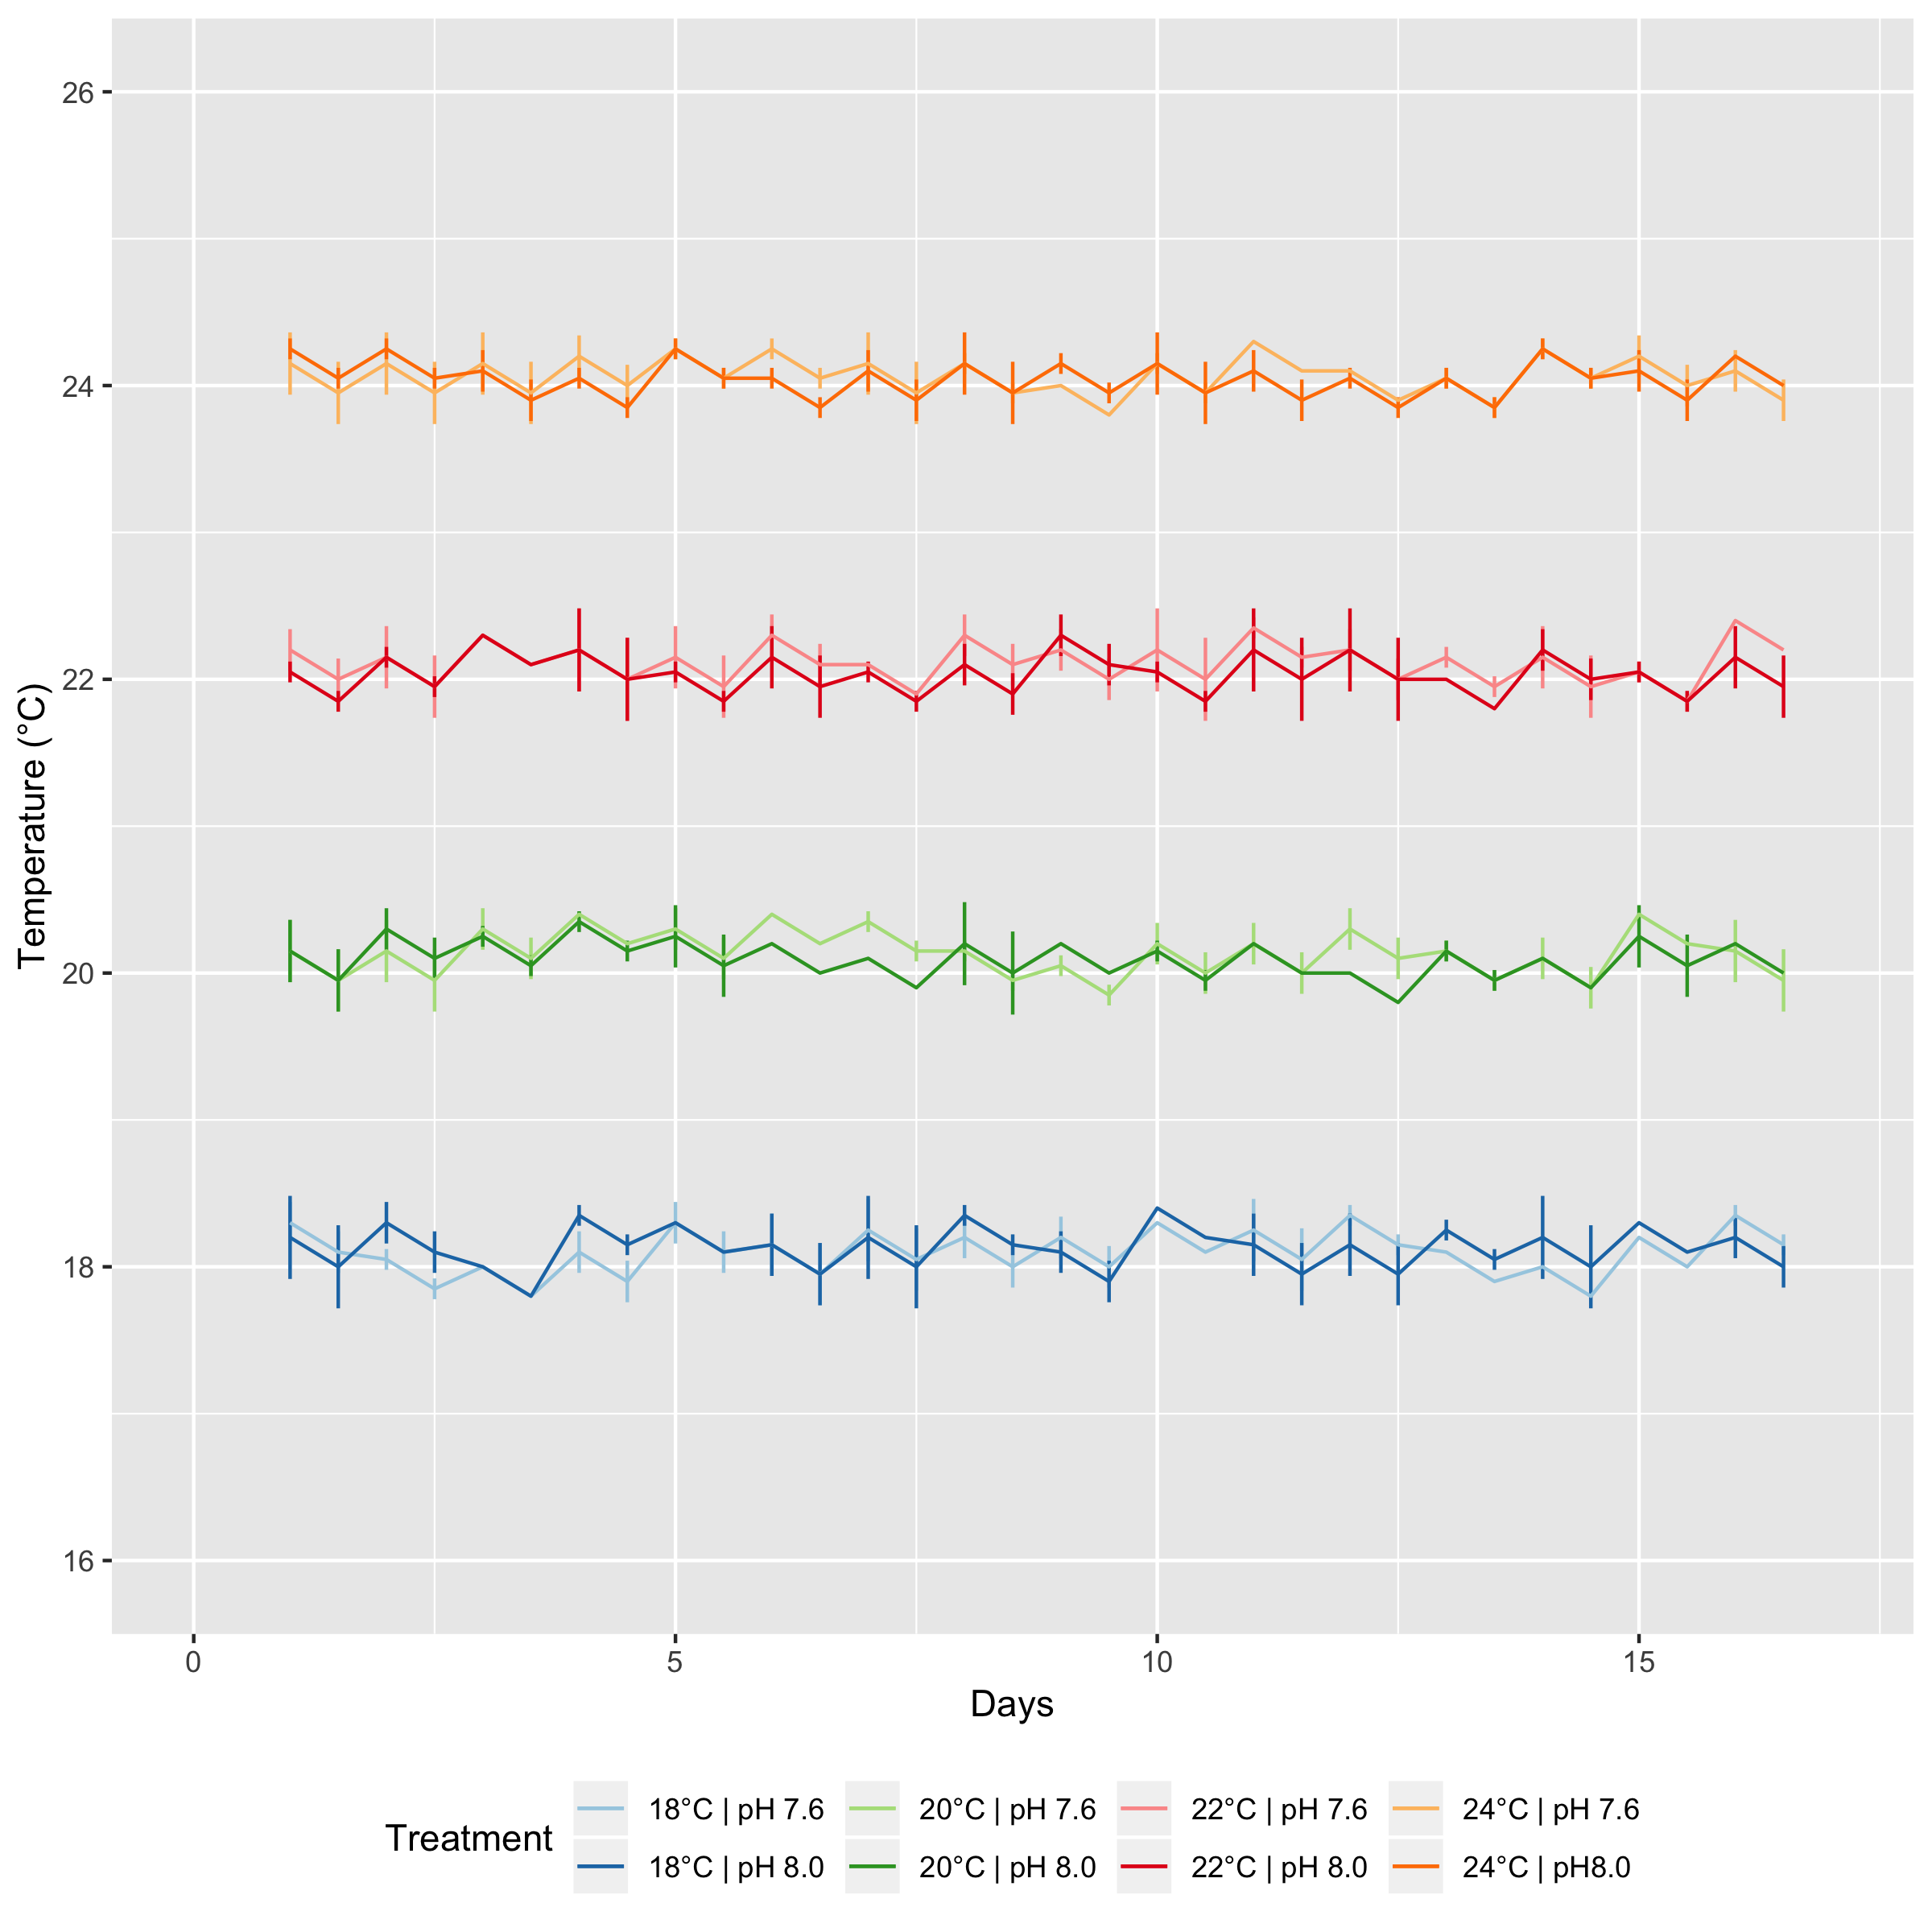 26
24
22
20
18
16
Temperature (°C)
0 5 10 15
Days
Treatment
18°C | pH 7.6 20°C | pH 7.6 22°C | pH 7.6 24°C | pH 7.6
18°C | pH 8.0 20°C | pH 8.0 22°C | pH 8.0 24°C | pH8.0